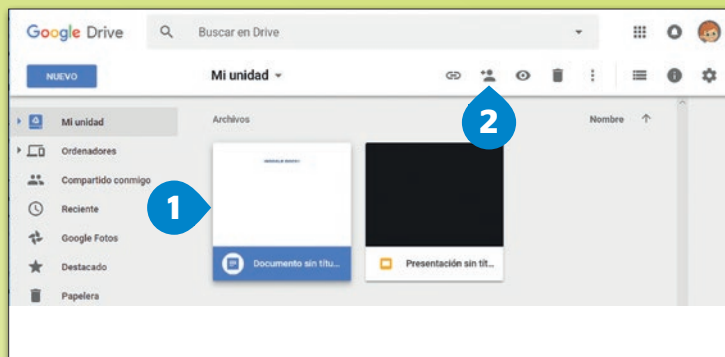 Google Drive
Buscar en Drive
NUEVO
Mi unidad
Mi unidad
Ordenadores
Compartido conmigo
Reciente
Google Fotos
Destacado
Papelera
Archivos
Nombre
2
1
Documento sin títu...
Presentación sin tít...